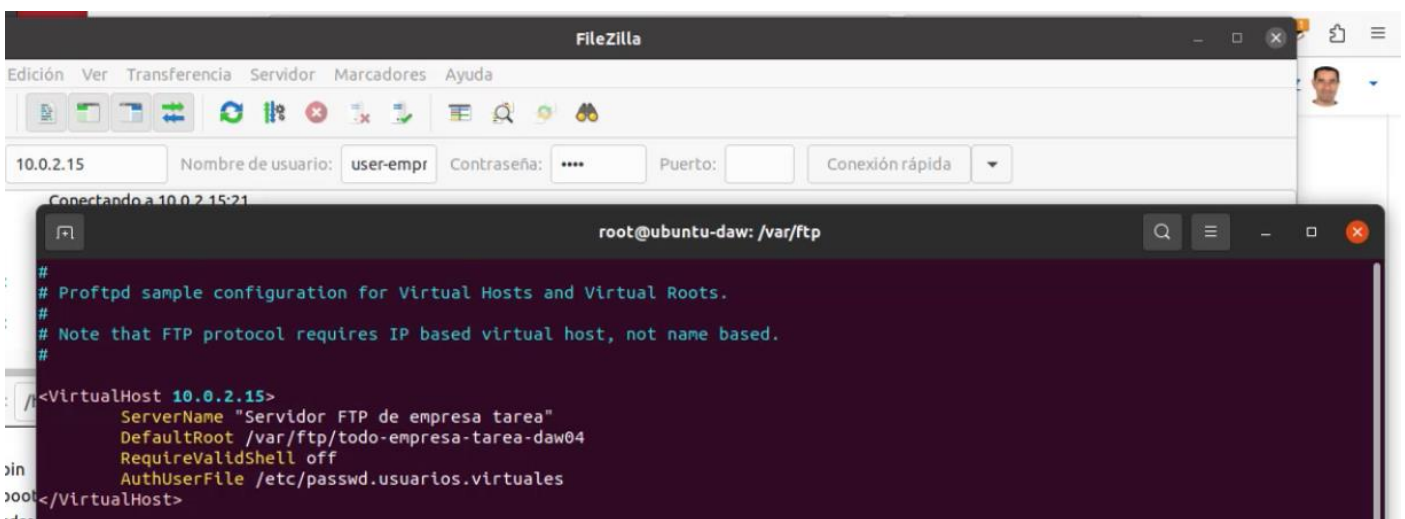 FileZilla
Edición Ver Transferencia Servidor Marcadores Ayuda
10.0.2.15 Nombre de usuario: user-empr Contraseña: •••• Puerto: Conexión rápida
Conectando a 10.0.2.15:21
root@ubuntu-daw: /var/ftp
#
# Proftpd sample configuration for Virtual Hosts and Virtual Roots.
#
# Note that FTP protocol requires IP based virtual host, not name based.
#
<VirtualHost 10.0.2.15>
ServerName "Servidor FTP de empresa tarea"
DefaultRoot /var/ftp/todo-empresa-tarea-daw04
RequireValidShell off
AuthUserFile /etc/passwd.usuarios.virtuales
</VirtualHost>